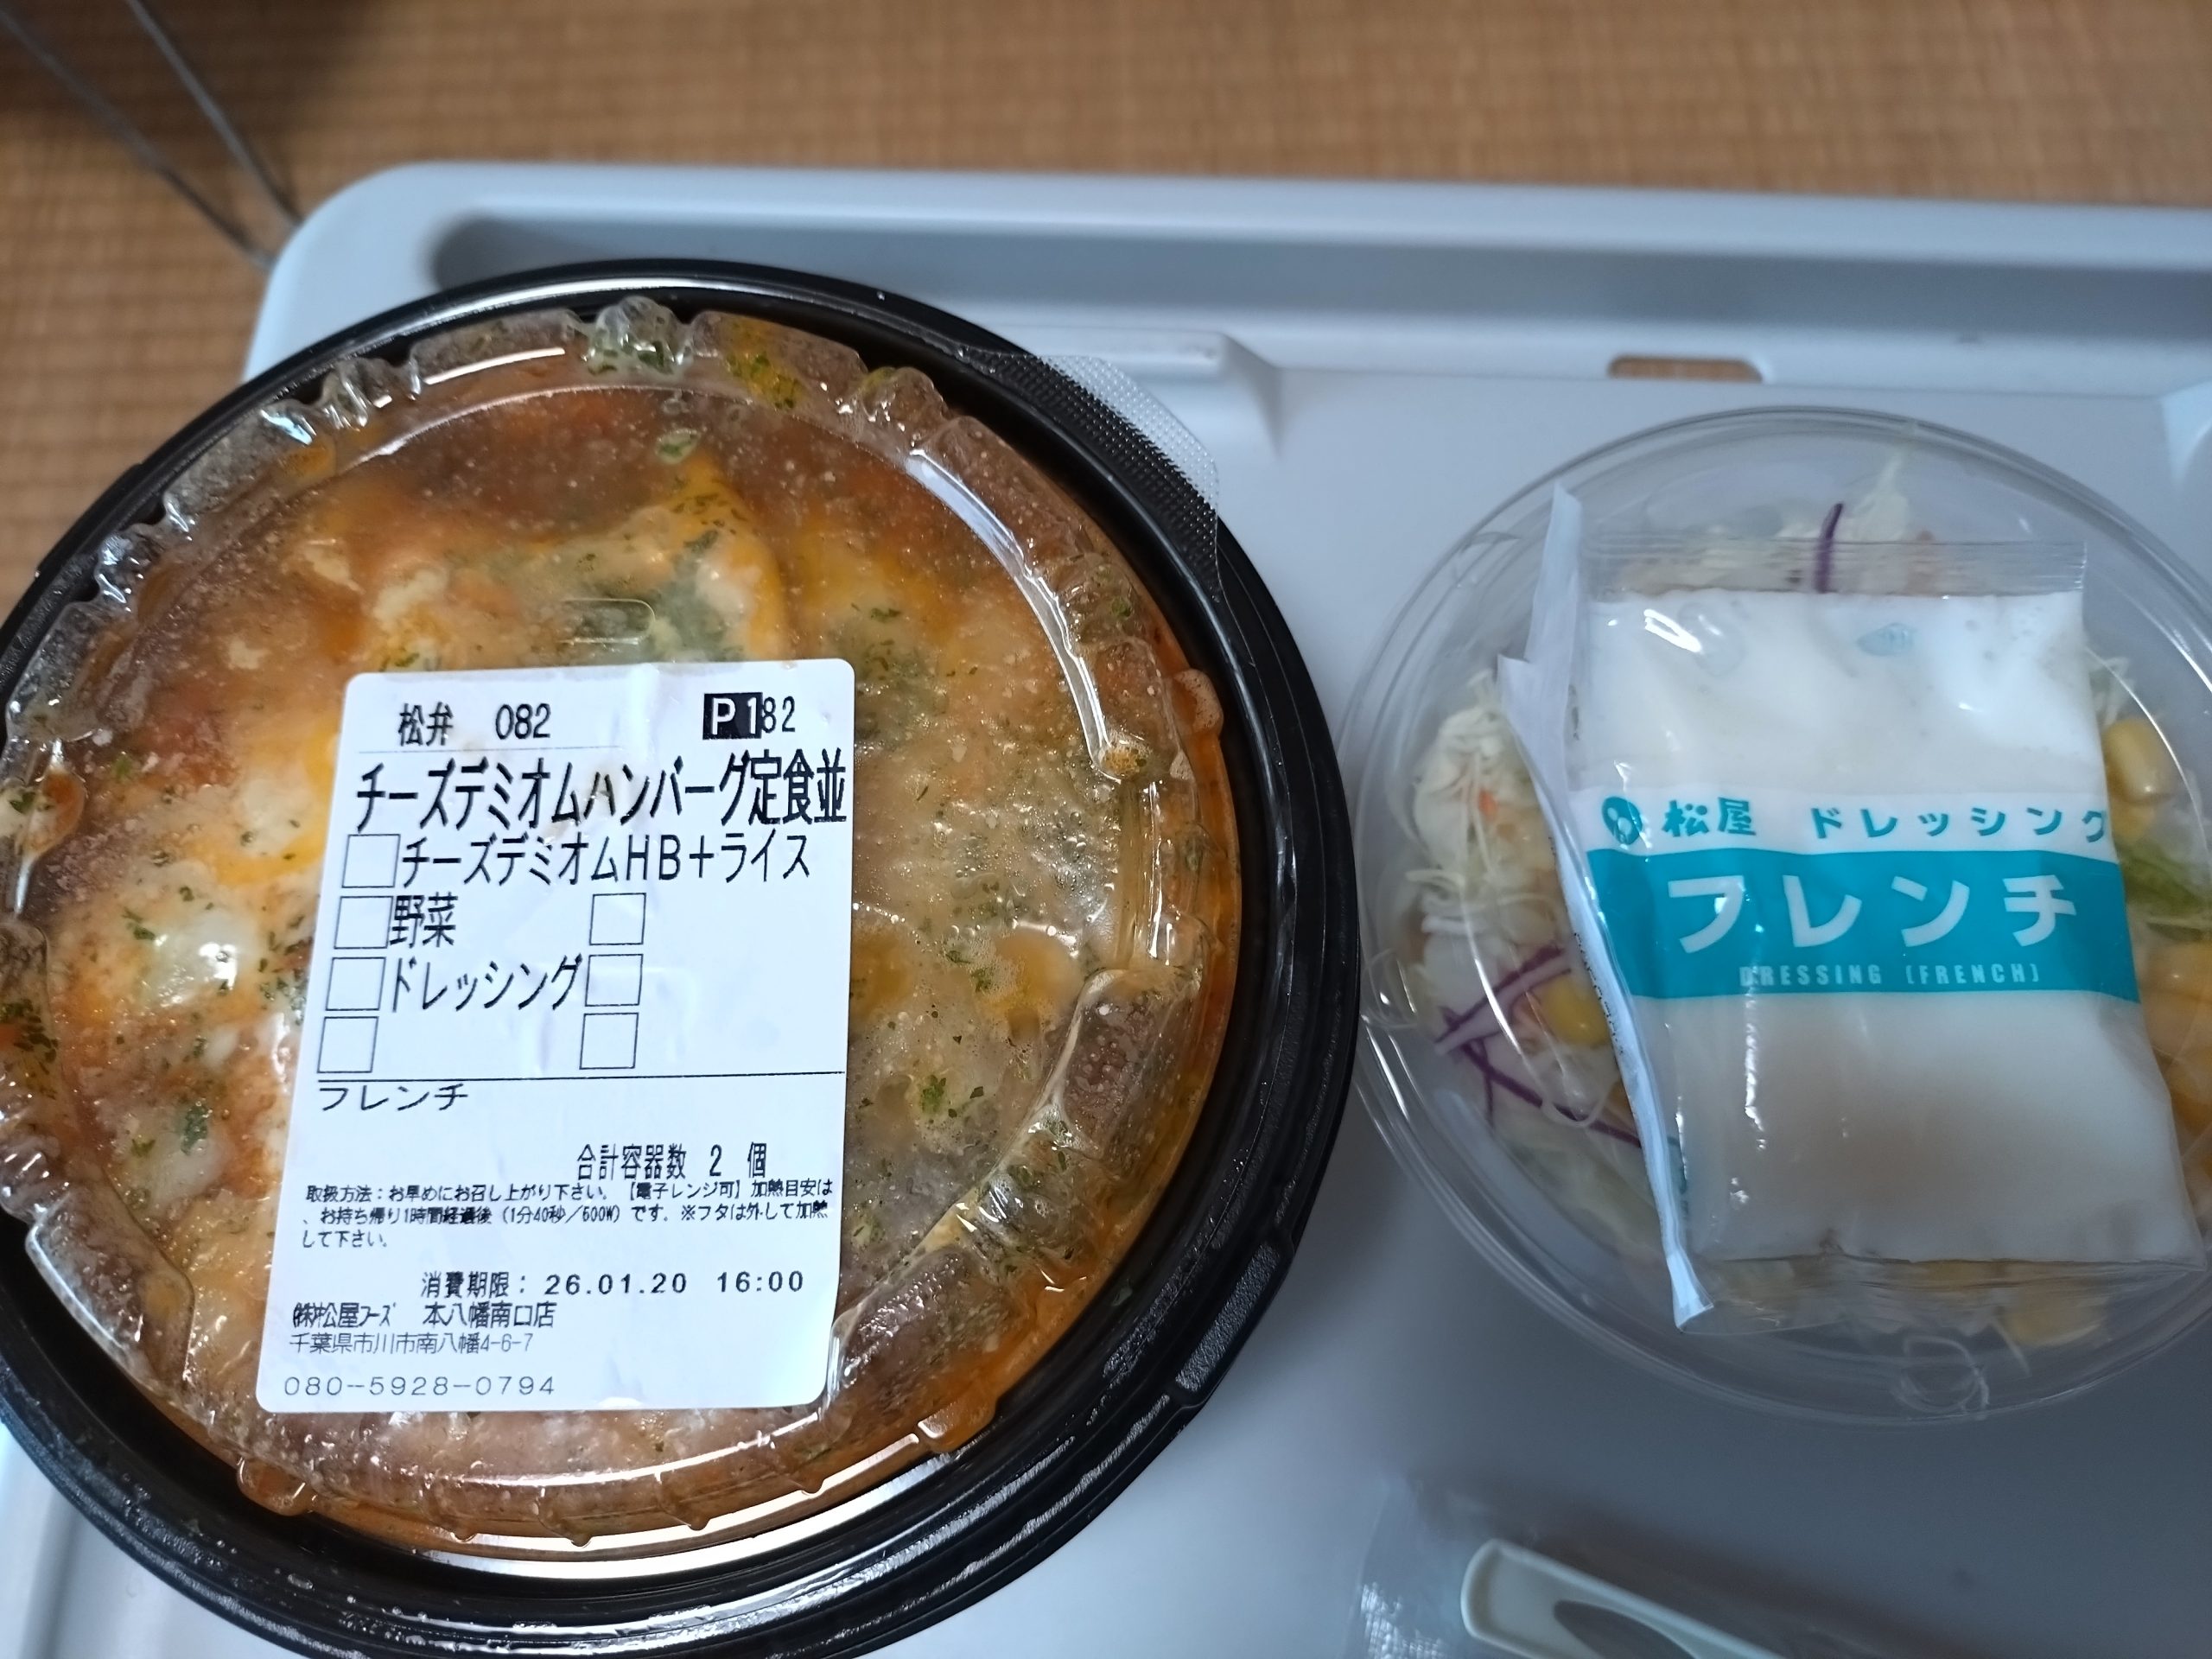 松弁 082 P182
チーズデミオムハンバーグ定食並
チーズデミオムHB+ライス
野菜
ドレッシング
フレンチ
合計容器数 2 個
取扱方法：お早めにお召し上がり下さい。【電子レンジ可】加熱目安は
、お持ち帰り1時間経過後（1分40秒／500W）です。※フタは外して加熱
して下さい。
消費期限：26.01.20 16:00
㈱松屋フーズ 本八幡南口店
千葉県市川市南八幡4-6-7
080-5928-0794
松屋 ドレッシング
フレンチ
DRESSING (FRENCH)